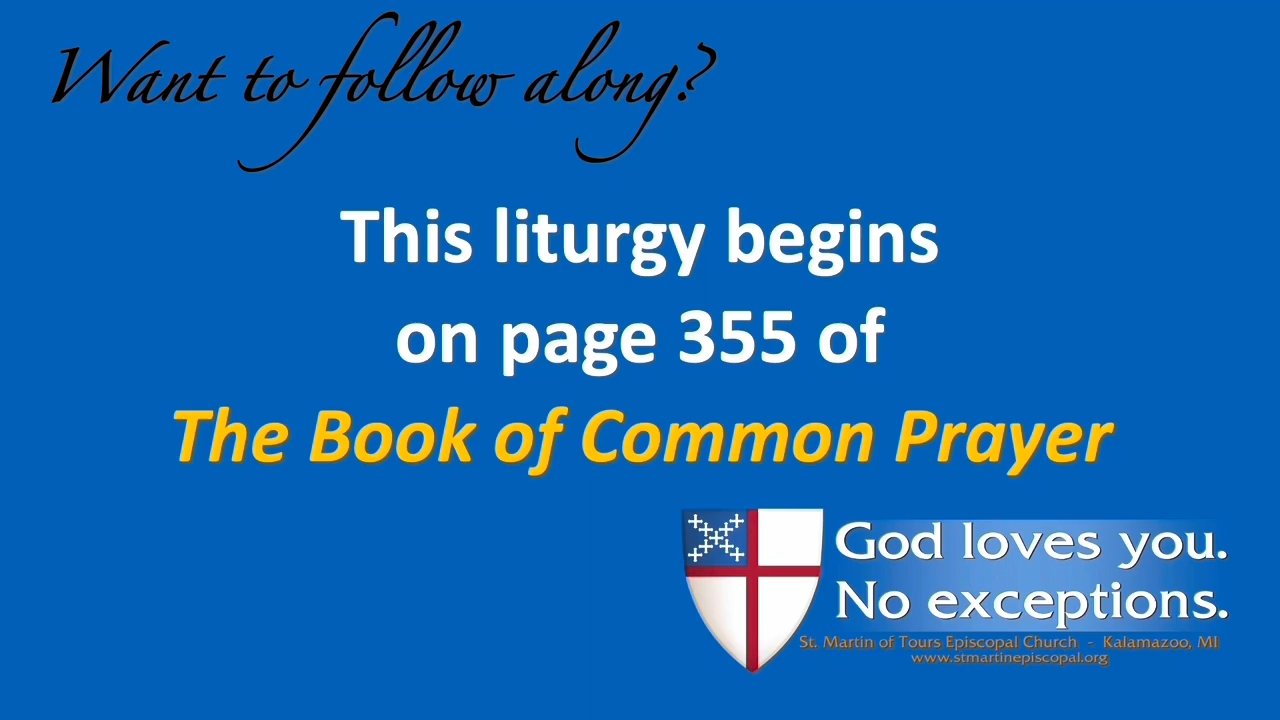 Want to follow along?
This liturgy begins
on page 355 of
The Book of Common Prayer
God loves you.
No exceptions.
St. Martin of Tours Episcopal Church - Kalamazoo, MI
www.stmartinepiscopal.org